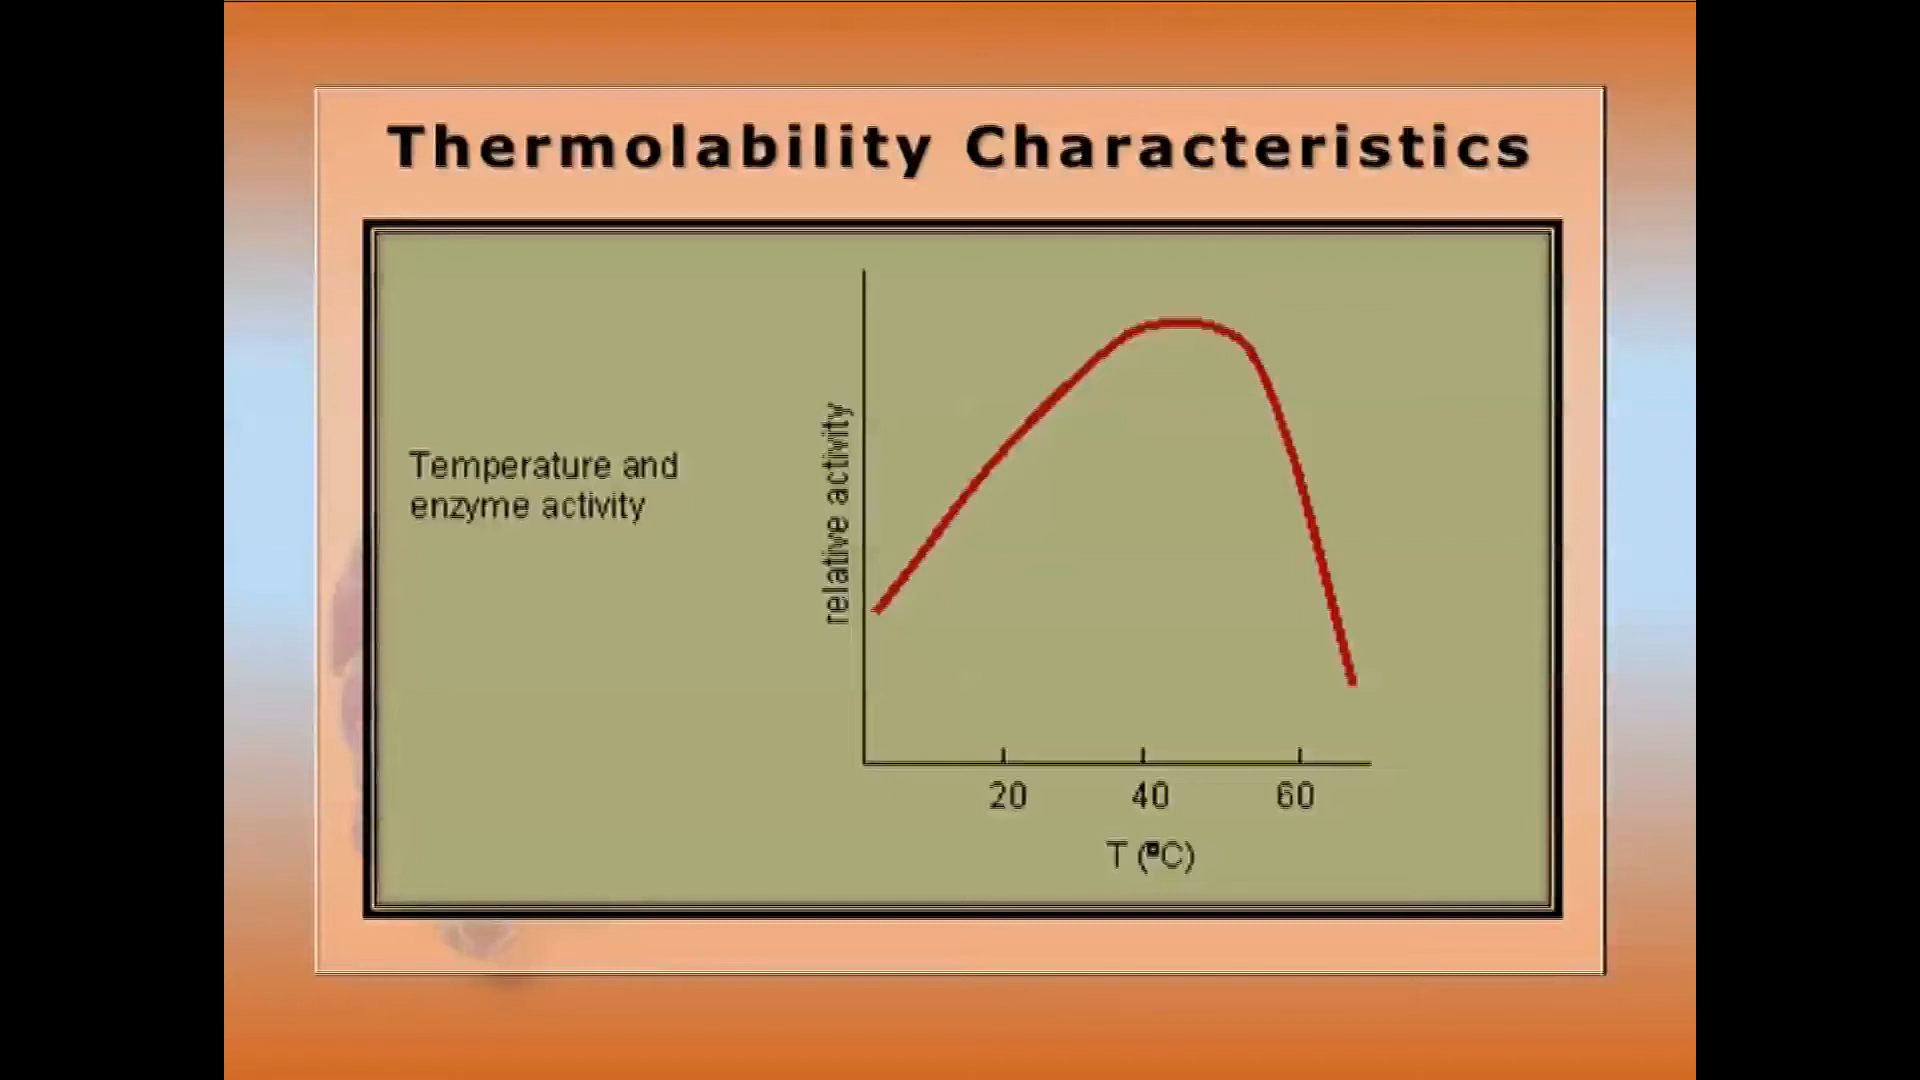 Thermolability Characteristics
Temperature and
enzyme activity
relative activity
20 40 60
T (ºC)